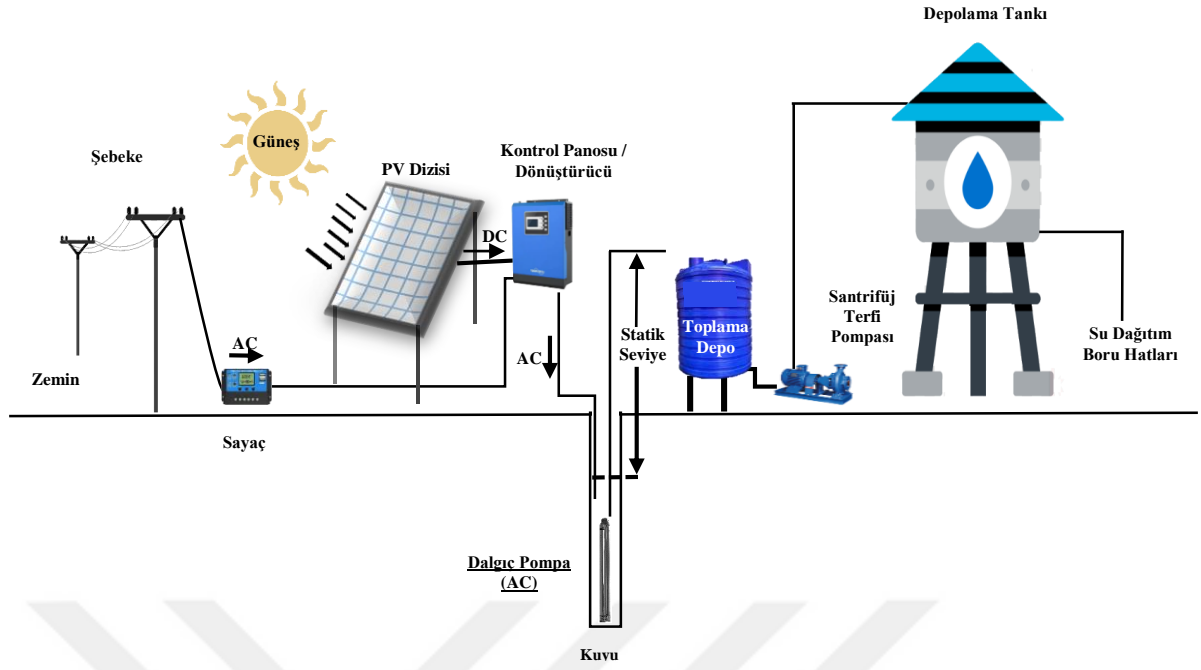 Depolama Tankı
Güneş
Şebeke
Kontrol Panosu /
Dönüştürücü
PV Dizisi
DC
Statik
Seviye
Toplama
Depo
Santrifüj
Terfi
Pompası
Su Dağıtım
Boru Hatları
AC
AC
Zemin
Sayaç
Dalgıç Pompa
(AC)
Kuyu